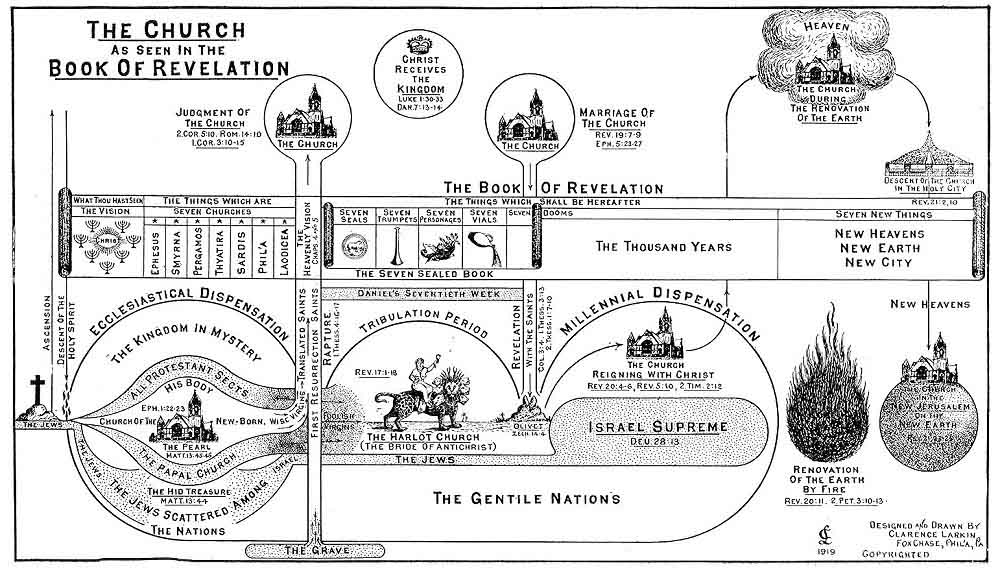 THE CHURCH
AS SEEN IN THE
BOOK OF REVELATION
CHRIST
RECEIVES
THE
KINGDOM
LUKE 1:30-33
DAN. 7:13-14
HEAVEN
THE CHURCH
DURING
THE RENOVATION
OF THE EARTH
JUDGMENT OF
THE CHURCH
2.COR 5:10. ROM. 14:10
1.COR. 3:10-15
THE CHURCH
THE CHURCH
MARRIAGE OF
THE CHURCH
REV. 19:7-9
EPH. 5:23-27
DESCENT OF THE CHURCH
IN THE HOLY CITY
REV. 21:2,10
THE BOOK OF REVELATION
WHAT THOU HAST SEEN
THE VISION
CHRIST
THE THINGS WHICH ARE
SEVEN CHURCHES
EPHESUS
SMYRNA
PERGAMOS
THYATIRA
SARDIS
PHIL'A
LAODICEA
THE HEAVENLY VISION
CHAPS. 4 AND 5
THE THINGS WHICH SHALL BE HEREAFTER
SEVEN SEALS
SEVEN TRUMPETS
SEVEN PERSONAGES
SEVEN VIALS
SEVEN DOOMS
THE SEVEN SEALED BOOK
THE THOUSAND YEARS
SEVEN NEW THINGS
NEW HEAVENS
NEW EARTH
NEW CITY
ASCENSION
DESCENT OF THE
HOLY SPIRIT
ECCLESIASTICAL DISPENSATION
THE KINGDOM IN MYSTERY
ALL PROTESTANT SECTS
HIS BODY
EPH. 1:22-23
CHURCH OF THE NEW-BORN, WISE VIRGINS
THE PEARL
MATT. 13:45-46
THE PAPAL CHURCH
THE HID TREASURE
MATT. 13:44
THE JEWS
THE JEWS
THE JEWS SCATTERED AMONG
THE NATIONS
ISRAEL
TRANSLATED SAINTS
FIRST RESURRECTION SAINTS
RAPTURE
1.THESS. 4:16-17
THE GRAVE
DANIEL'S SEVENTIETH WEEK
TRIBULATION PERIOD
REV. 17:1-18
FOOLISH
VIRGINS
THE HARLOT CHURCH
(THE BRIDE OF ANTICHRIST)
THE JEWS
REVELATION
WITH THE SAINTS
COL. 3:4. 1.THESS. 3:13
2.THESS. 1:7-10
OLIVET
ZECH. 14:4
MILLENNIAL DISPENSATION
THE CHURCH
REIGNING WITH CHRIST
REV. 20:4-6, REV. 5:10, 2.TIM. 2:12
ISRAEL SUPREME
DEU. 28:13
THE GENTILE NATIONS
RENOVATION
OF THE EARTH
BY FIRE
REV. 20:11. 2.PET. 3:10-13
NEW HEAVENS
THE CHURCH
IN THE
NEW JERUSALEM
ON THE
NEW EARTH
1919
DESIGNED AND DRAWN BY
CLARENCE LARKIN
FOX CHASE, PHIL'A, PA.
COPYRIGHTED